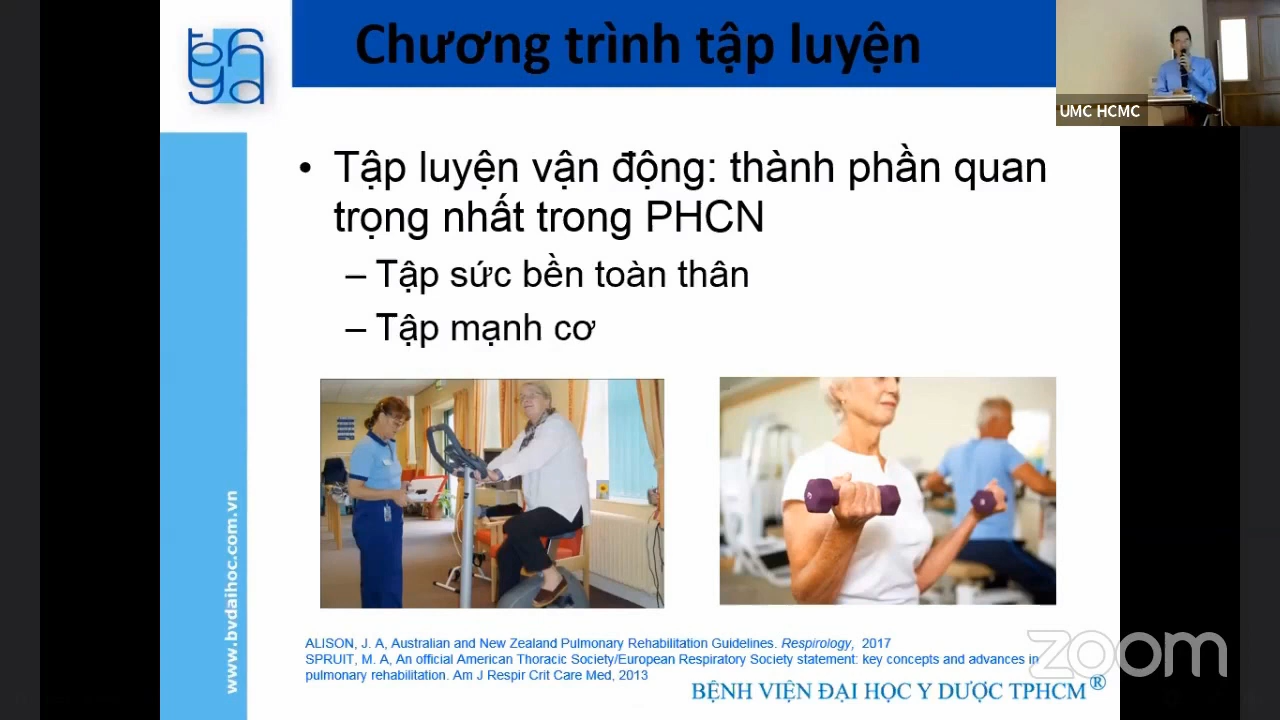 Chương trình tập luyện
UMC HCMC
• Tập luyện vận động: thành phần quan
trọng nhất trong PHCN
– Tập sức bền toàn thân
– Tập mạnh cơ
www.bvdaihoc.com.vn
ALISON, J. A, Australian and New Zealand Pulmonary Rehabilitation Guidelines. Respirology, 2017
SPRUIT, M. A, An official American Thoracic Society/European Respiratory Society statement: key concepts and advances in
pulmonary rehabilitation. Am J Respir Crit Care Med, 2013
zoom
BỆNH VIỆN ĐẠI HỌC Y DƯỢC TPHCM®